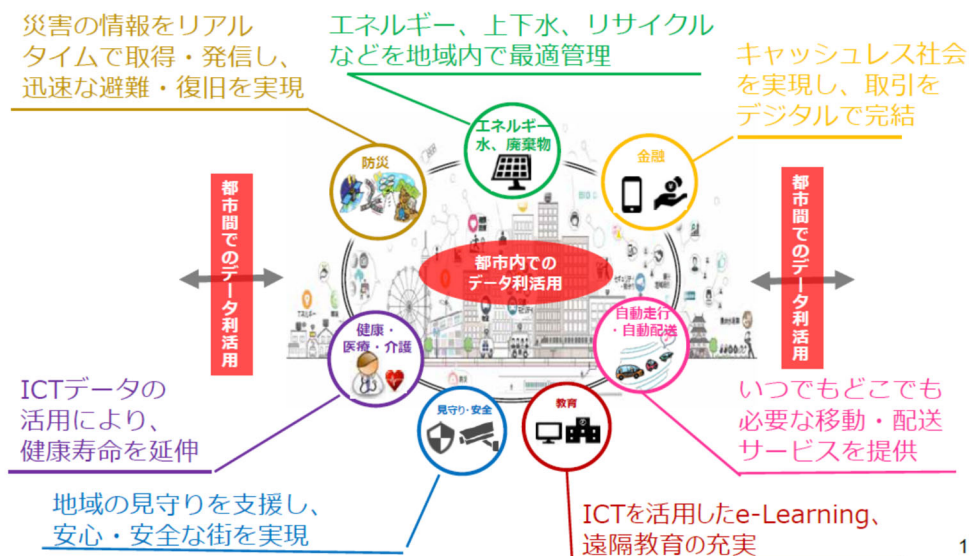 災害の情報をリアル
タイムで取得・発信し、
迅速な避難・復旧を実現
エネルギー、上下水、リサイクル
などを地域内で最適管理
キャッシュレス社会
を実現し、取引を
デジタルで完結
防災
エネルギー
水、廃棄物
金融
都市間でのデータ利活用
都市内での
データ利活用
都市間でのデータ利活用
健康・
医療・介護
自動走行
・自動配送
見守り・安全
教育
ICTデータの
活用により、
健康寿命を延伸
いつでもどこでも
必要な移動・配送
サービスを提供
地域の見守りを支援し、
安心・安全な街を実現
ICTを活用したe-Learning、
遠隔教育の充実
1